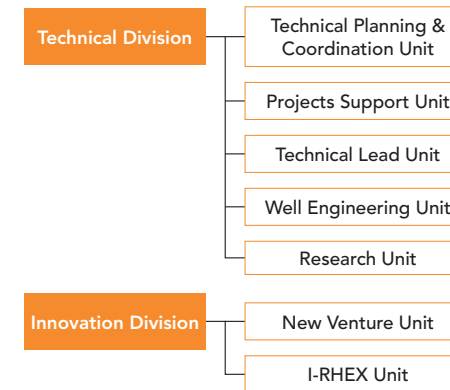 Technical Division
Technical Planning &
Coordination Unit
Projects Support Unit
Technical Lead Unit
Well Engineering Unit
Research Unit
Innovation Division
New Venture Unit
I-RHEX Unit